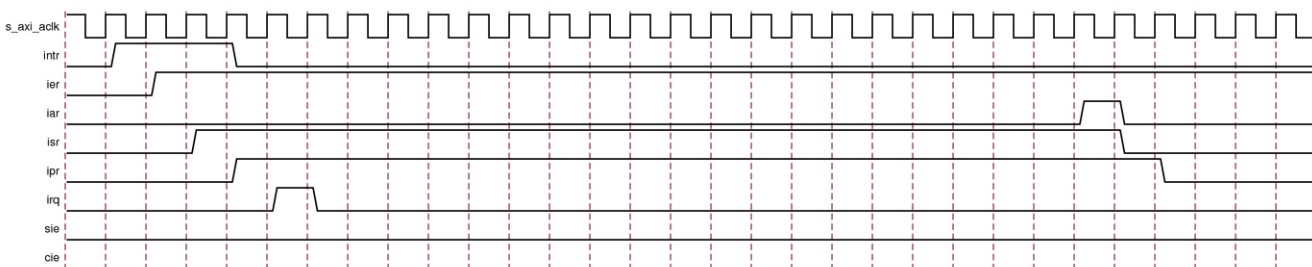 s_axi_aclk
intr
ier
iar
isr
ipr
irq
sie
cie